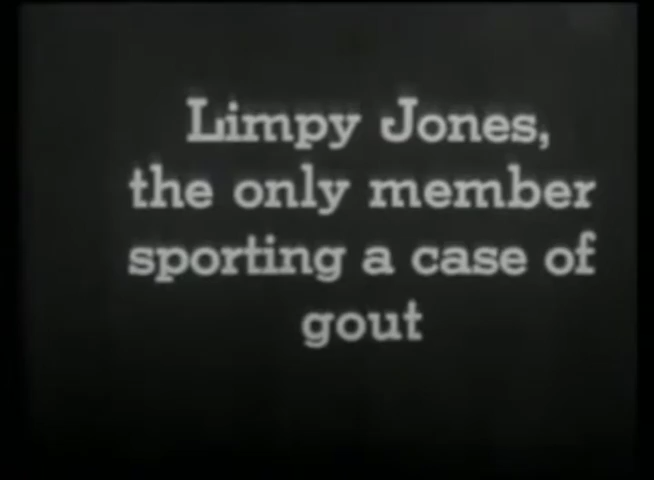 Limpy Jones,
the only member
sporting a case of
gout